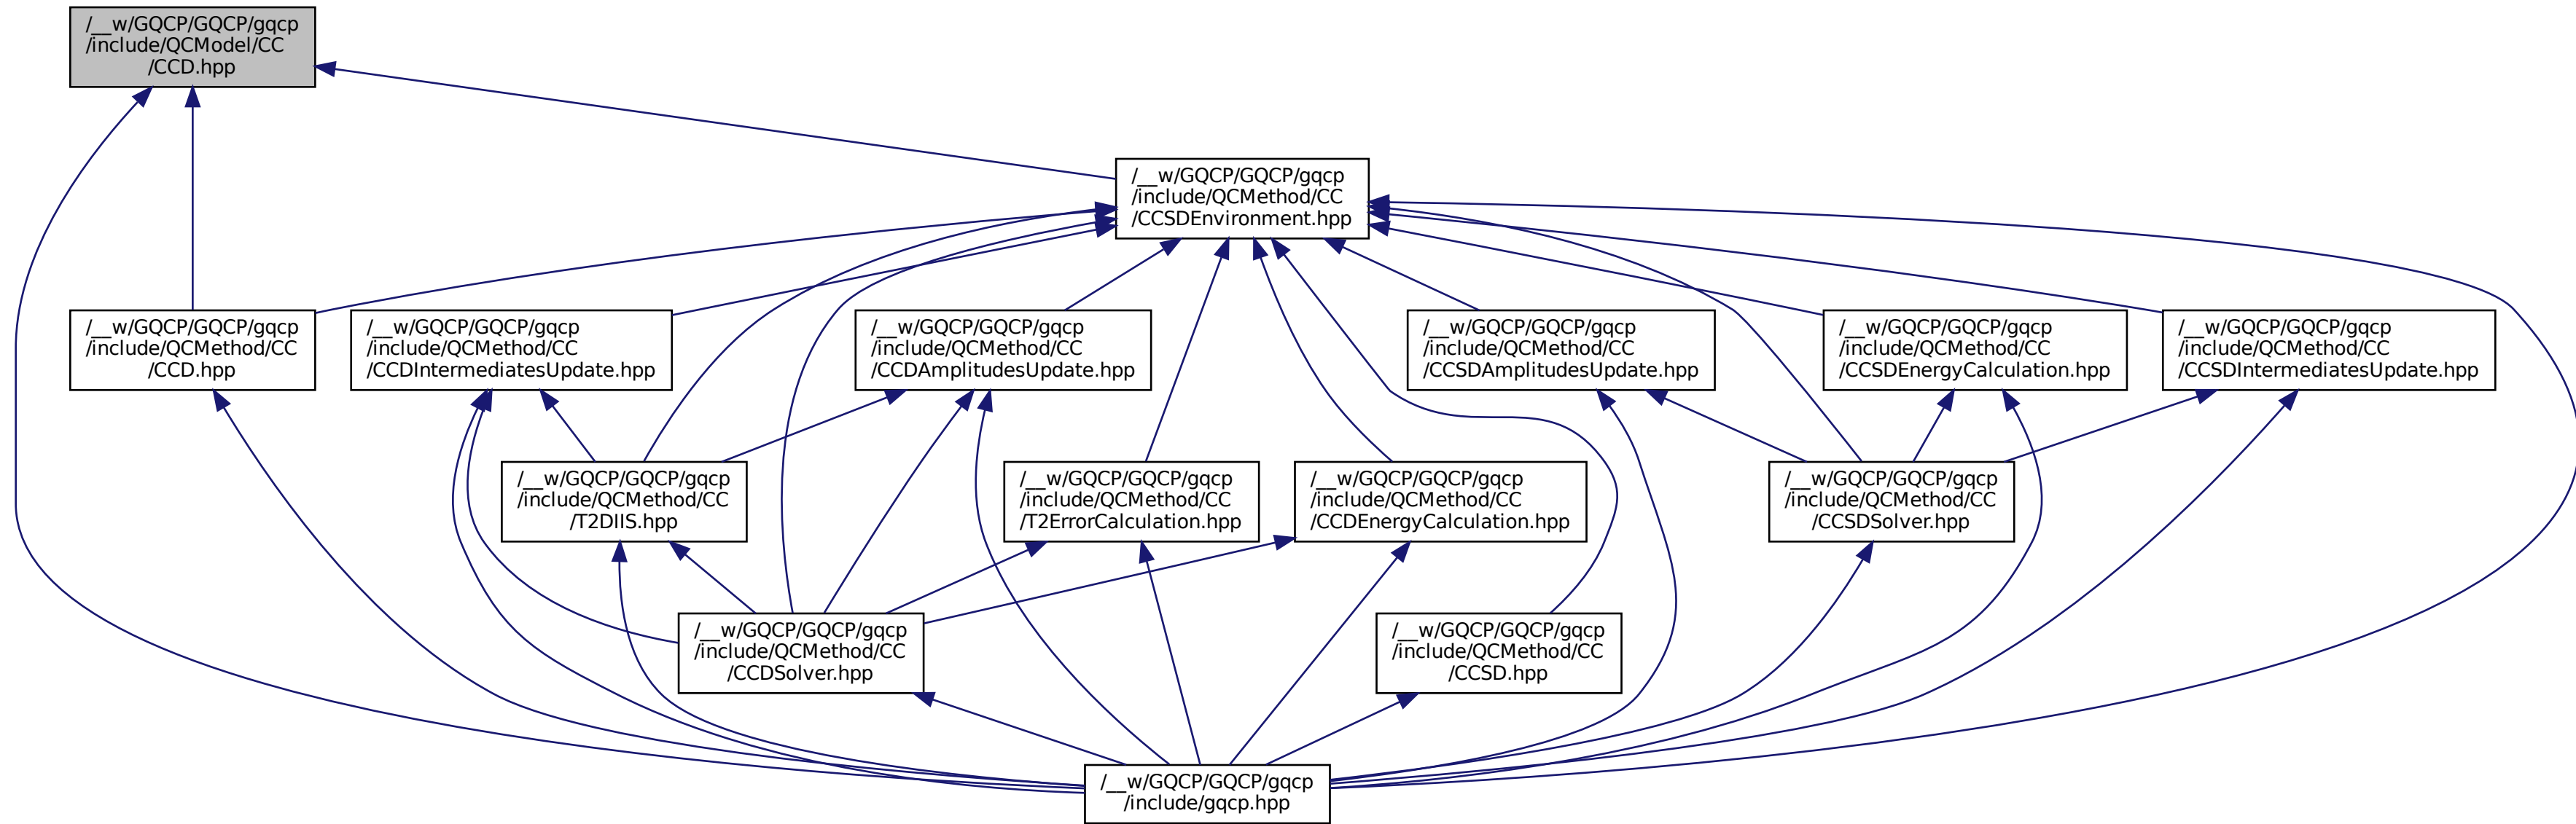 /__w/GQCP/GQCP/gqcp
/include/QCModel/CC
/CCD.hpp
/__w/GQCP/GQCP/gqcp
/include/QCMethod/CC
/CCSDEnvironment.hpp
/__w/GQCP/GQCP/gqcp
/include/QCMethod/CC
/CCD.hpp
/__w/GQCP/GQCP/gqcp
/include/QCMethod/CC
/CCDIntermediatesUpdate.hpp
/__w/GQCP/GQCP/gqcp
/include/QCMethod/CC
/CCDAmplitudesUpdate.hpp
/__w/GQCP/GQCP/gqcp
/include/QCMethod/CC
/CCSDAmplitudesUpdate.hpp
/__w/GQCP/GQCP/gqcp
/include/QCMethod/CC
/CCSDEnergyCalculation.hpp
/__w/GQCP/GQCP/gqcp
/include/QCMethod/CC
/CCSDIntermediatesUpdate.hpp
/__w/GQCP/GQCP/gqcp
/include/QCMethod/CC
/T2DIIS.hpp
/__w/GQCP/GQCP/gqcp
/include/QCMethod/CC
/T2ErrorCalculation.hpp
/__w/GQCP/GQCP/gqcp
/include/QCMethod/CC
/CCDEnergyCalculation.hpp
/__w/GQCP/GQCP/gqcp
/include/QCMethod/CC
/CCSDSolver.hpp
/__w/GQCP/GQCP/gqcp
/include/QCMethod/CC
/CCDSolver.hpp
/__w/GQCP/GQCP/gqcp
/include/QCMethod/CC
/CCSD.hpp
/__w/GQCP/GQCP/gqcp
/include/gqcp.hpp